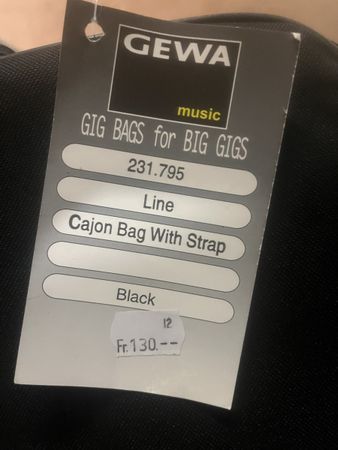 GEWA
music
GIG BAGS for BIG GIGS
231.795
Line
Cajon Bag With Strap
Black
12
Fr.130.--